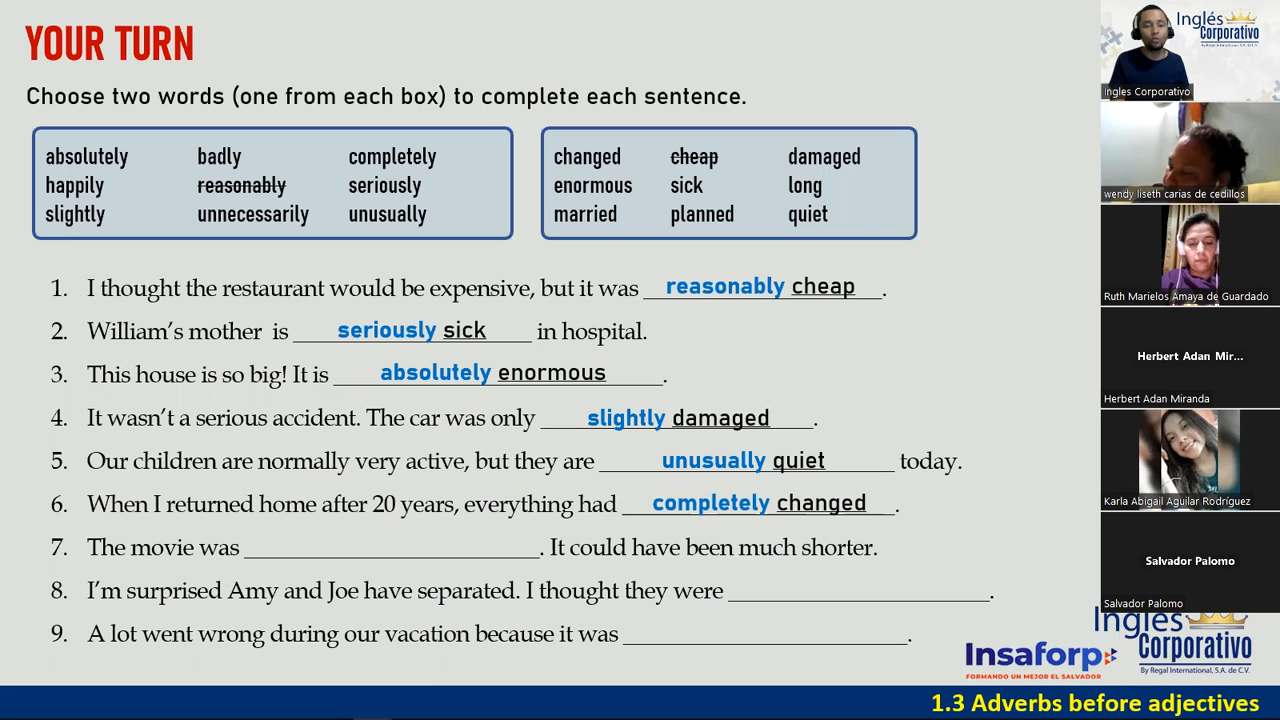 YOUR TURN
Choose two words (one from each box) to complete each sentence.
absolutely badly completely
happily reasonably seriously
slightly unnecessarily unusually
changed cheap damaged
enormous sick long
married planned quiet
1. I thought the restaurant would be expensive, but it was reasonably cheap.
2. William’s mother is seriously sick in hospital.
3. This house is so big! It is absolutely enormous.
4. It wasn’t a serious accident. The car was only slightly damaged.
5. Our children are normally very active, but they are unusually quiet today.
6. When I returned home after 20 years, everything had completely changed.
7. The movie was ____________________. It could have been much shorter.
8. I’m surprised Amy and Joe have separated. I thought they were ____________________.
9. A lot went wrong during our vacation because it was ____________________.
Insaforp
FORMANDO UN MEJOR EL SALVADOR
Inglés
Corporativo
By Regal International, S.A. de C.V.
1.3 Adverbs before adjectives
Inglés
Corporativo
By Regal International, S.A. de C.V.
Ingles Corporativo
wendy liseth carias de cedillos
Ruth Marielos Amaya de Guardado
Herbert Adan Mir...
Herbert Adan Miranda
Karla Abigail Aguilar Rodríguez
Salvador Palomo
Salvador Palomo